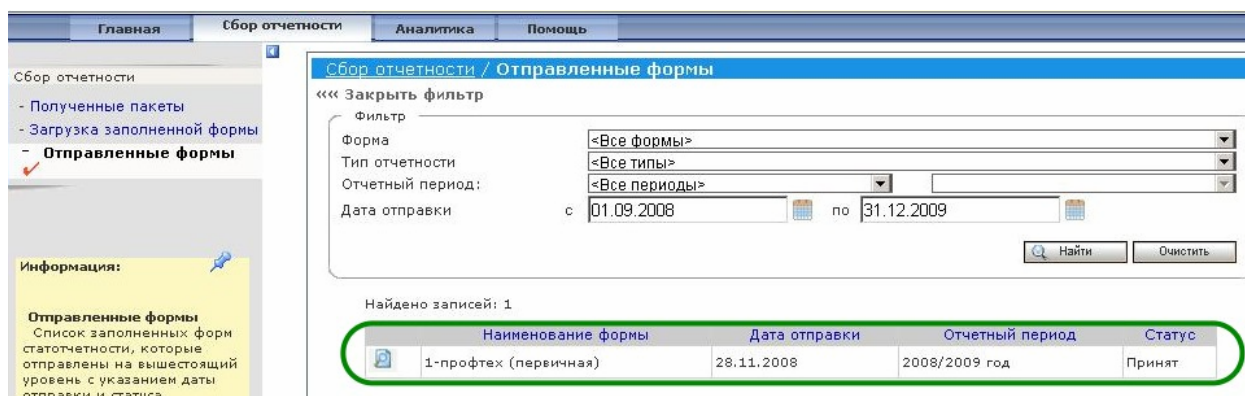 Главная Сбор отчетности Аналитика Помощь
Сбор отчетности
- Полученные пакеты
- Загрузка заполненной формы
- Отправленные формы
Информация:
Отправленные формы
Список заполненных форм
статотчетности, которые
отправлены на вышестоящий
уровень с указанием даты
отправки и статуса
Сбор отчетности / Отправленные формы
«« Закрыть фильтр
Фильтр
Форма <Все формы>
Тип отчетности <Все типы>
Отчетный период: <Все периоды>
Дата отправки с 01.09.2008 по 31.12.2009
Найти Очистить
Найдено записей: 1
Наименование формы Дата отправки Отчетный период Статус
1-профтех (первичная) 28.11.2008 2008/2009 год Принят